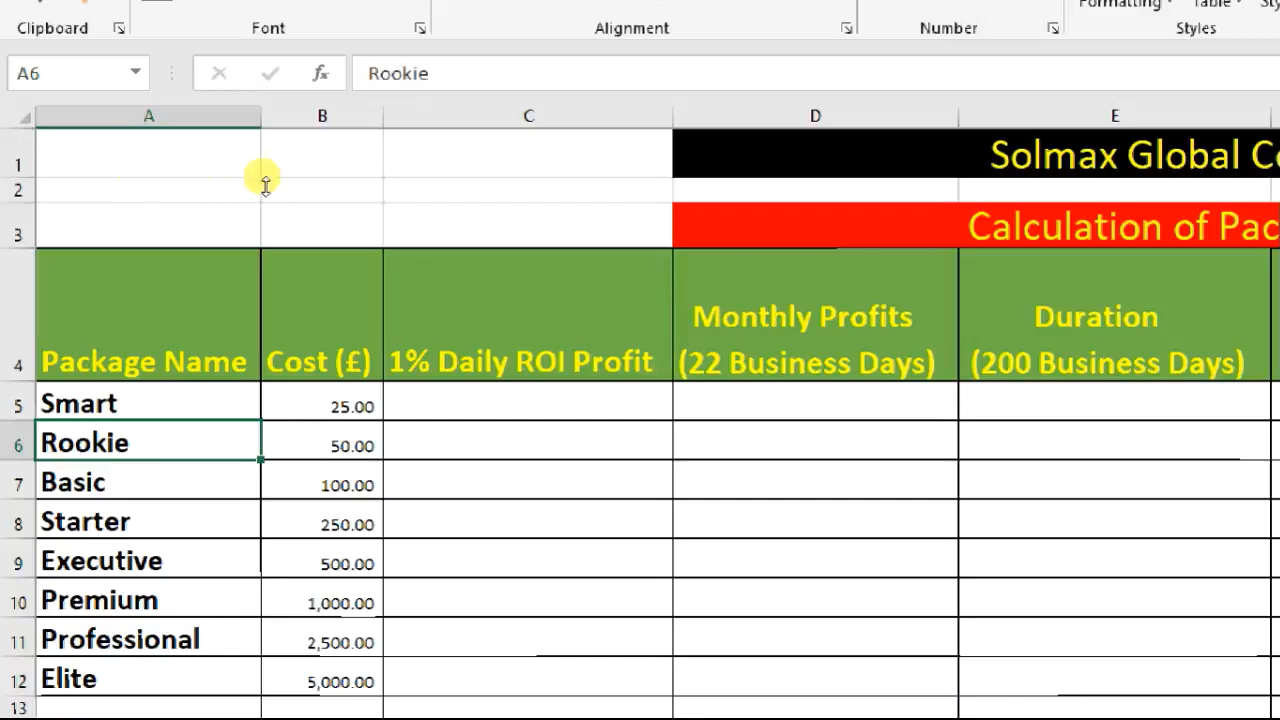 Formatting Table
Clipboard Font Alignment Number Styles
A6 fx Rookie
A B C D E
1 Solmax Global
2
3 Calculation of
Monthly Profits Duration
4 Package Name Cost (£) 1% Daily ROI Profit (22 Business Days) (200 Business Days)
5 Smart 25.00
6 Rookie 50.00
7 Basic 100.00
8 Starter 250.00
9 Executive 500.00
10 Premium 1,000.00
11 Professional 2,500.00
12 Elite 5,000.00
13